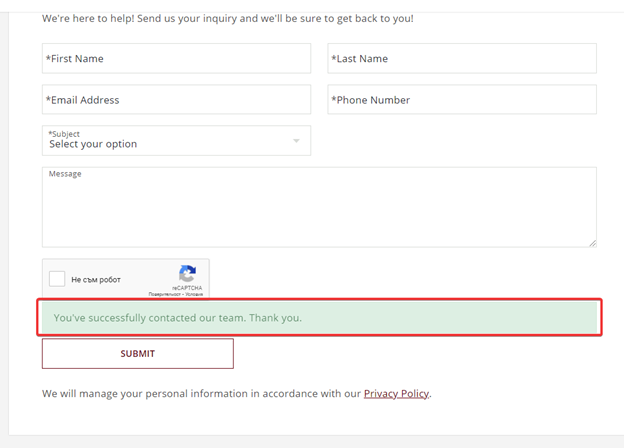 We're here to help! Send us your inquiry and we'll be sure to get back to you!
*First Name
*Last Name
*Email Address
*Phone Number
*Subject
Select your option
Message
Не съм робот
reCAPTCHA
Поверителност - Условия
You've successfully contacted our team. Thank you.
SUBMIT
We will manage your personal information in accordance with our Privacy Policy.